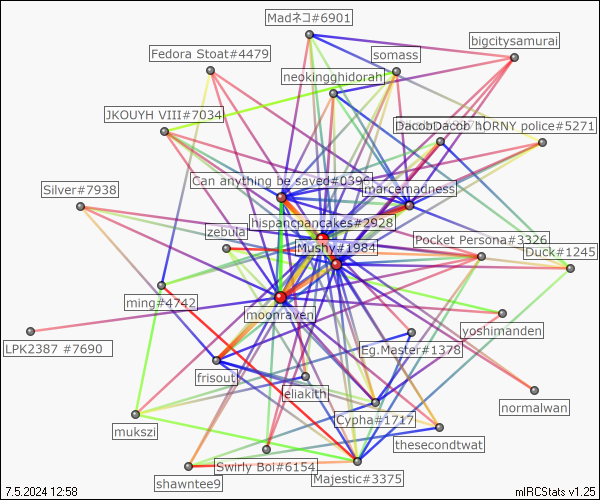 Madネコ#6901
bigcitysamurai
Fedora Stoat#4479
somass
neokingghidorah
JKOUYH VIII#7034
DacobDacob
hORNY police#5271
Can anything be saved#0396
marcemadness
Silver#7938
hispancpancakes#2928
zebula
Mushy#1984
Pocket Persona#3326
Duck#1245
ming#4742
moonraven
yoshimanden
LPK2387 #7690
Eg.Master#1378
frisout
eliakith
normalwan
Cypha#1717
mukszi
thesecondtwat
Swirly Boi#6154
Majestic#3375
shawntee9
7.5.2024 12:58
mIRCStats v1.25